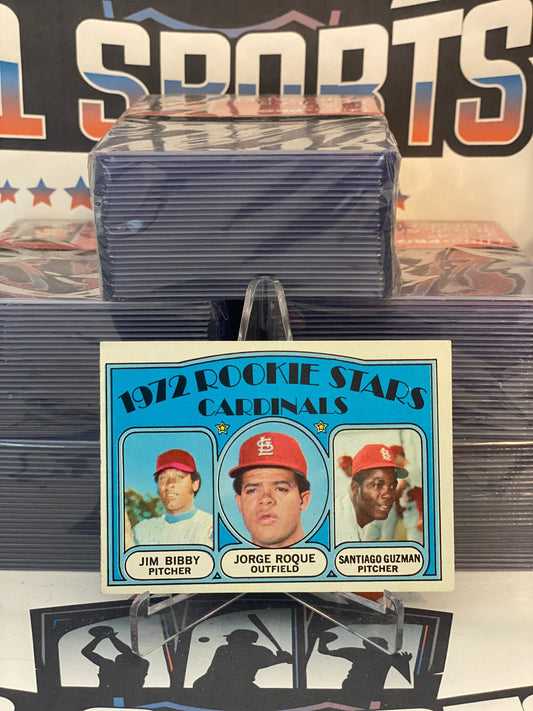 SPORTS
1972 ROOKIE STARS
CARDINALS
JIM BIBBY
PITCHER
JORGE ROQUE
OUTFIELD
SANTIAGO GUZMAN
PITCHER